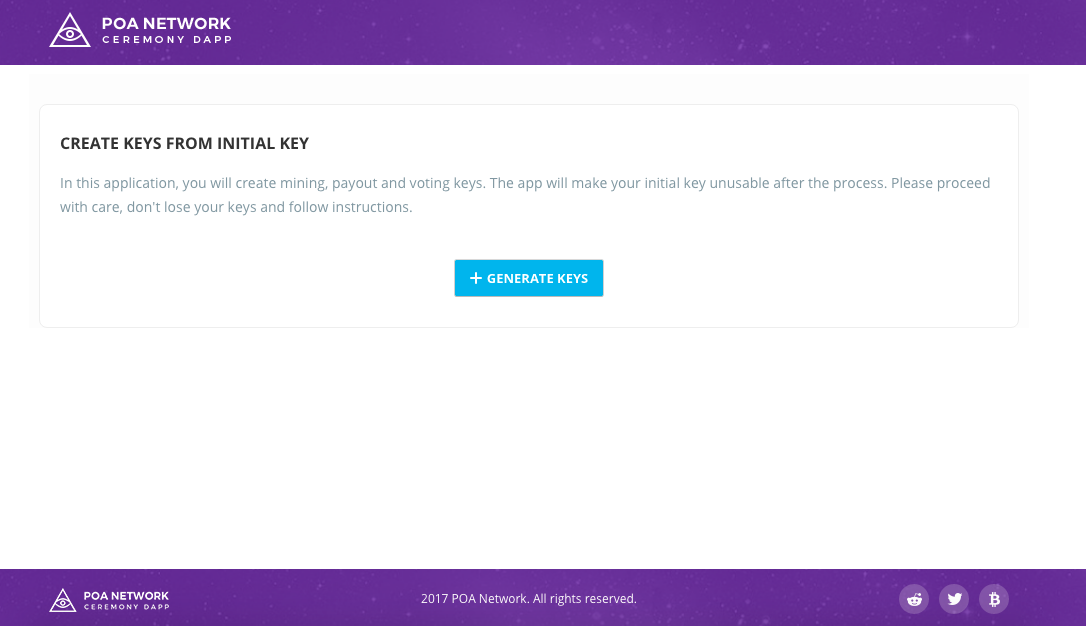 POA NETWORK
CEREMONY DAPP
CREATE KEYS FROM INITIAL KEY
In this application, you will create mining, payout and voting keys. The app will make your initial key unusable after the process. Please proceed
with care, don't lose your keys and follow instructions.
GENERATE KEYS
POA NETWORK
CEREMONY DAPP
2017 POA Network. All rights reserved.